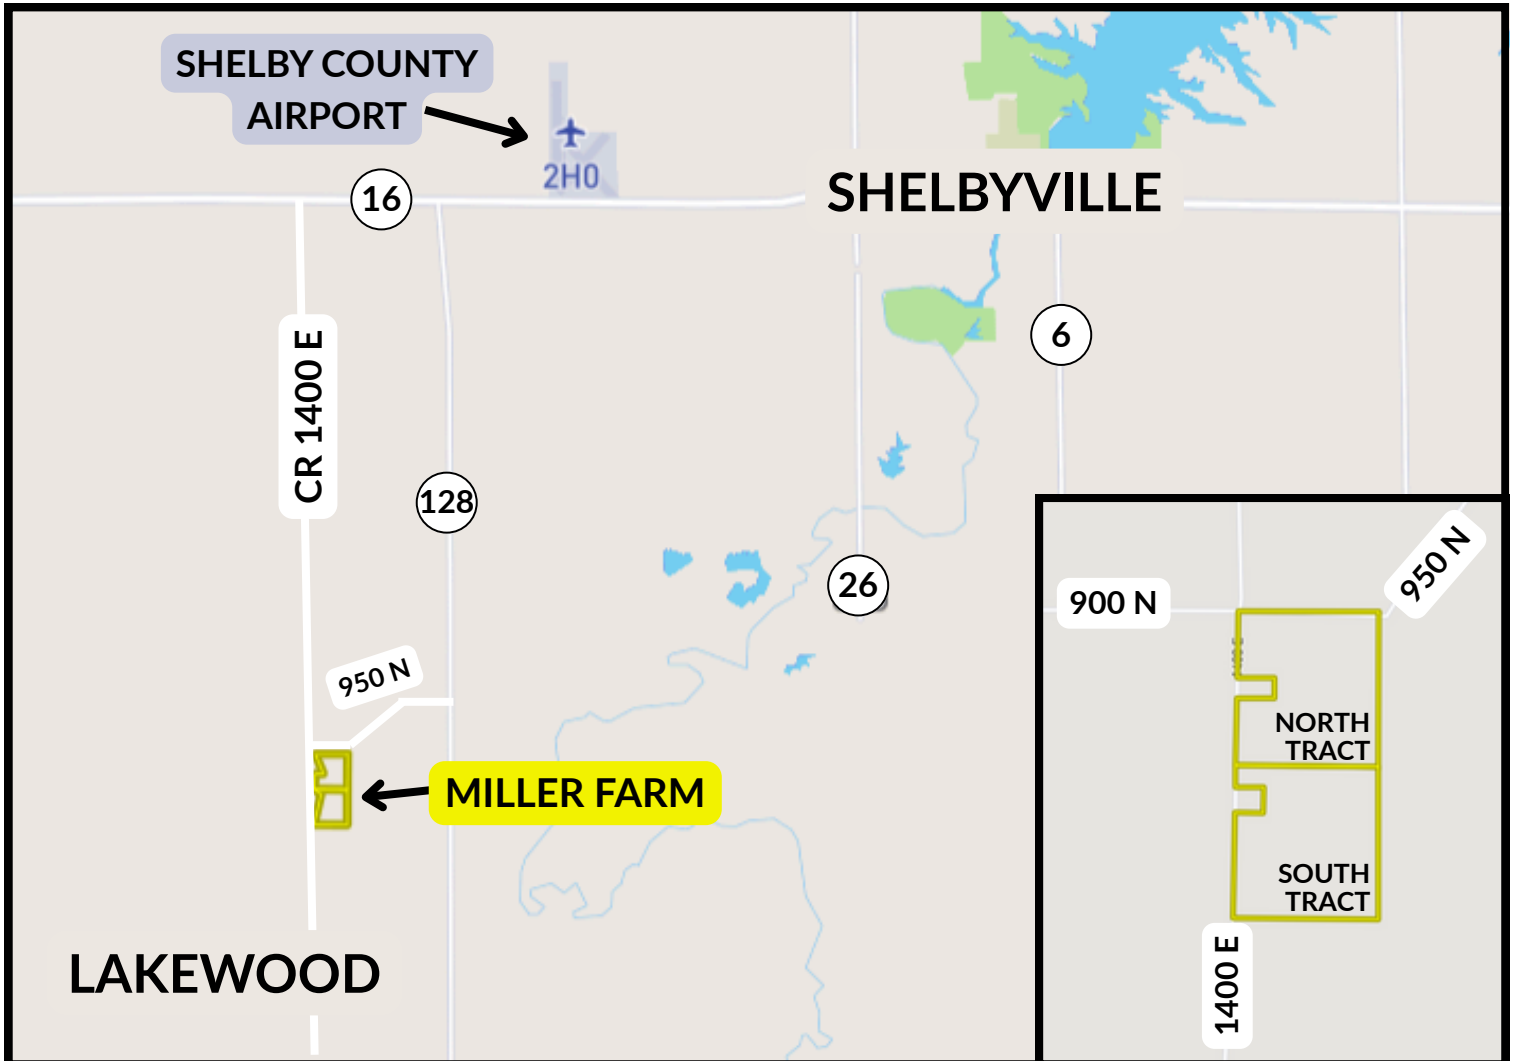 SHELBY COUNTY
AIRPORT
2H0
16
SHELBYVILLE
6
CR 1400 E
128
26
950 N
MILLER FARM
LAKEWOOD
950 N
900 N
NORTH
TRACT
SOUTH
TRACT
1400 E